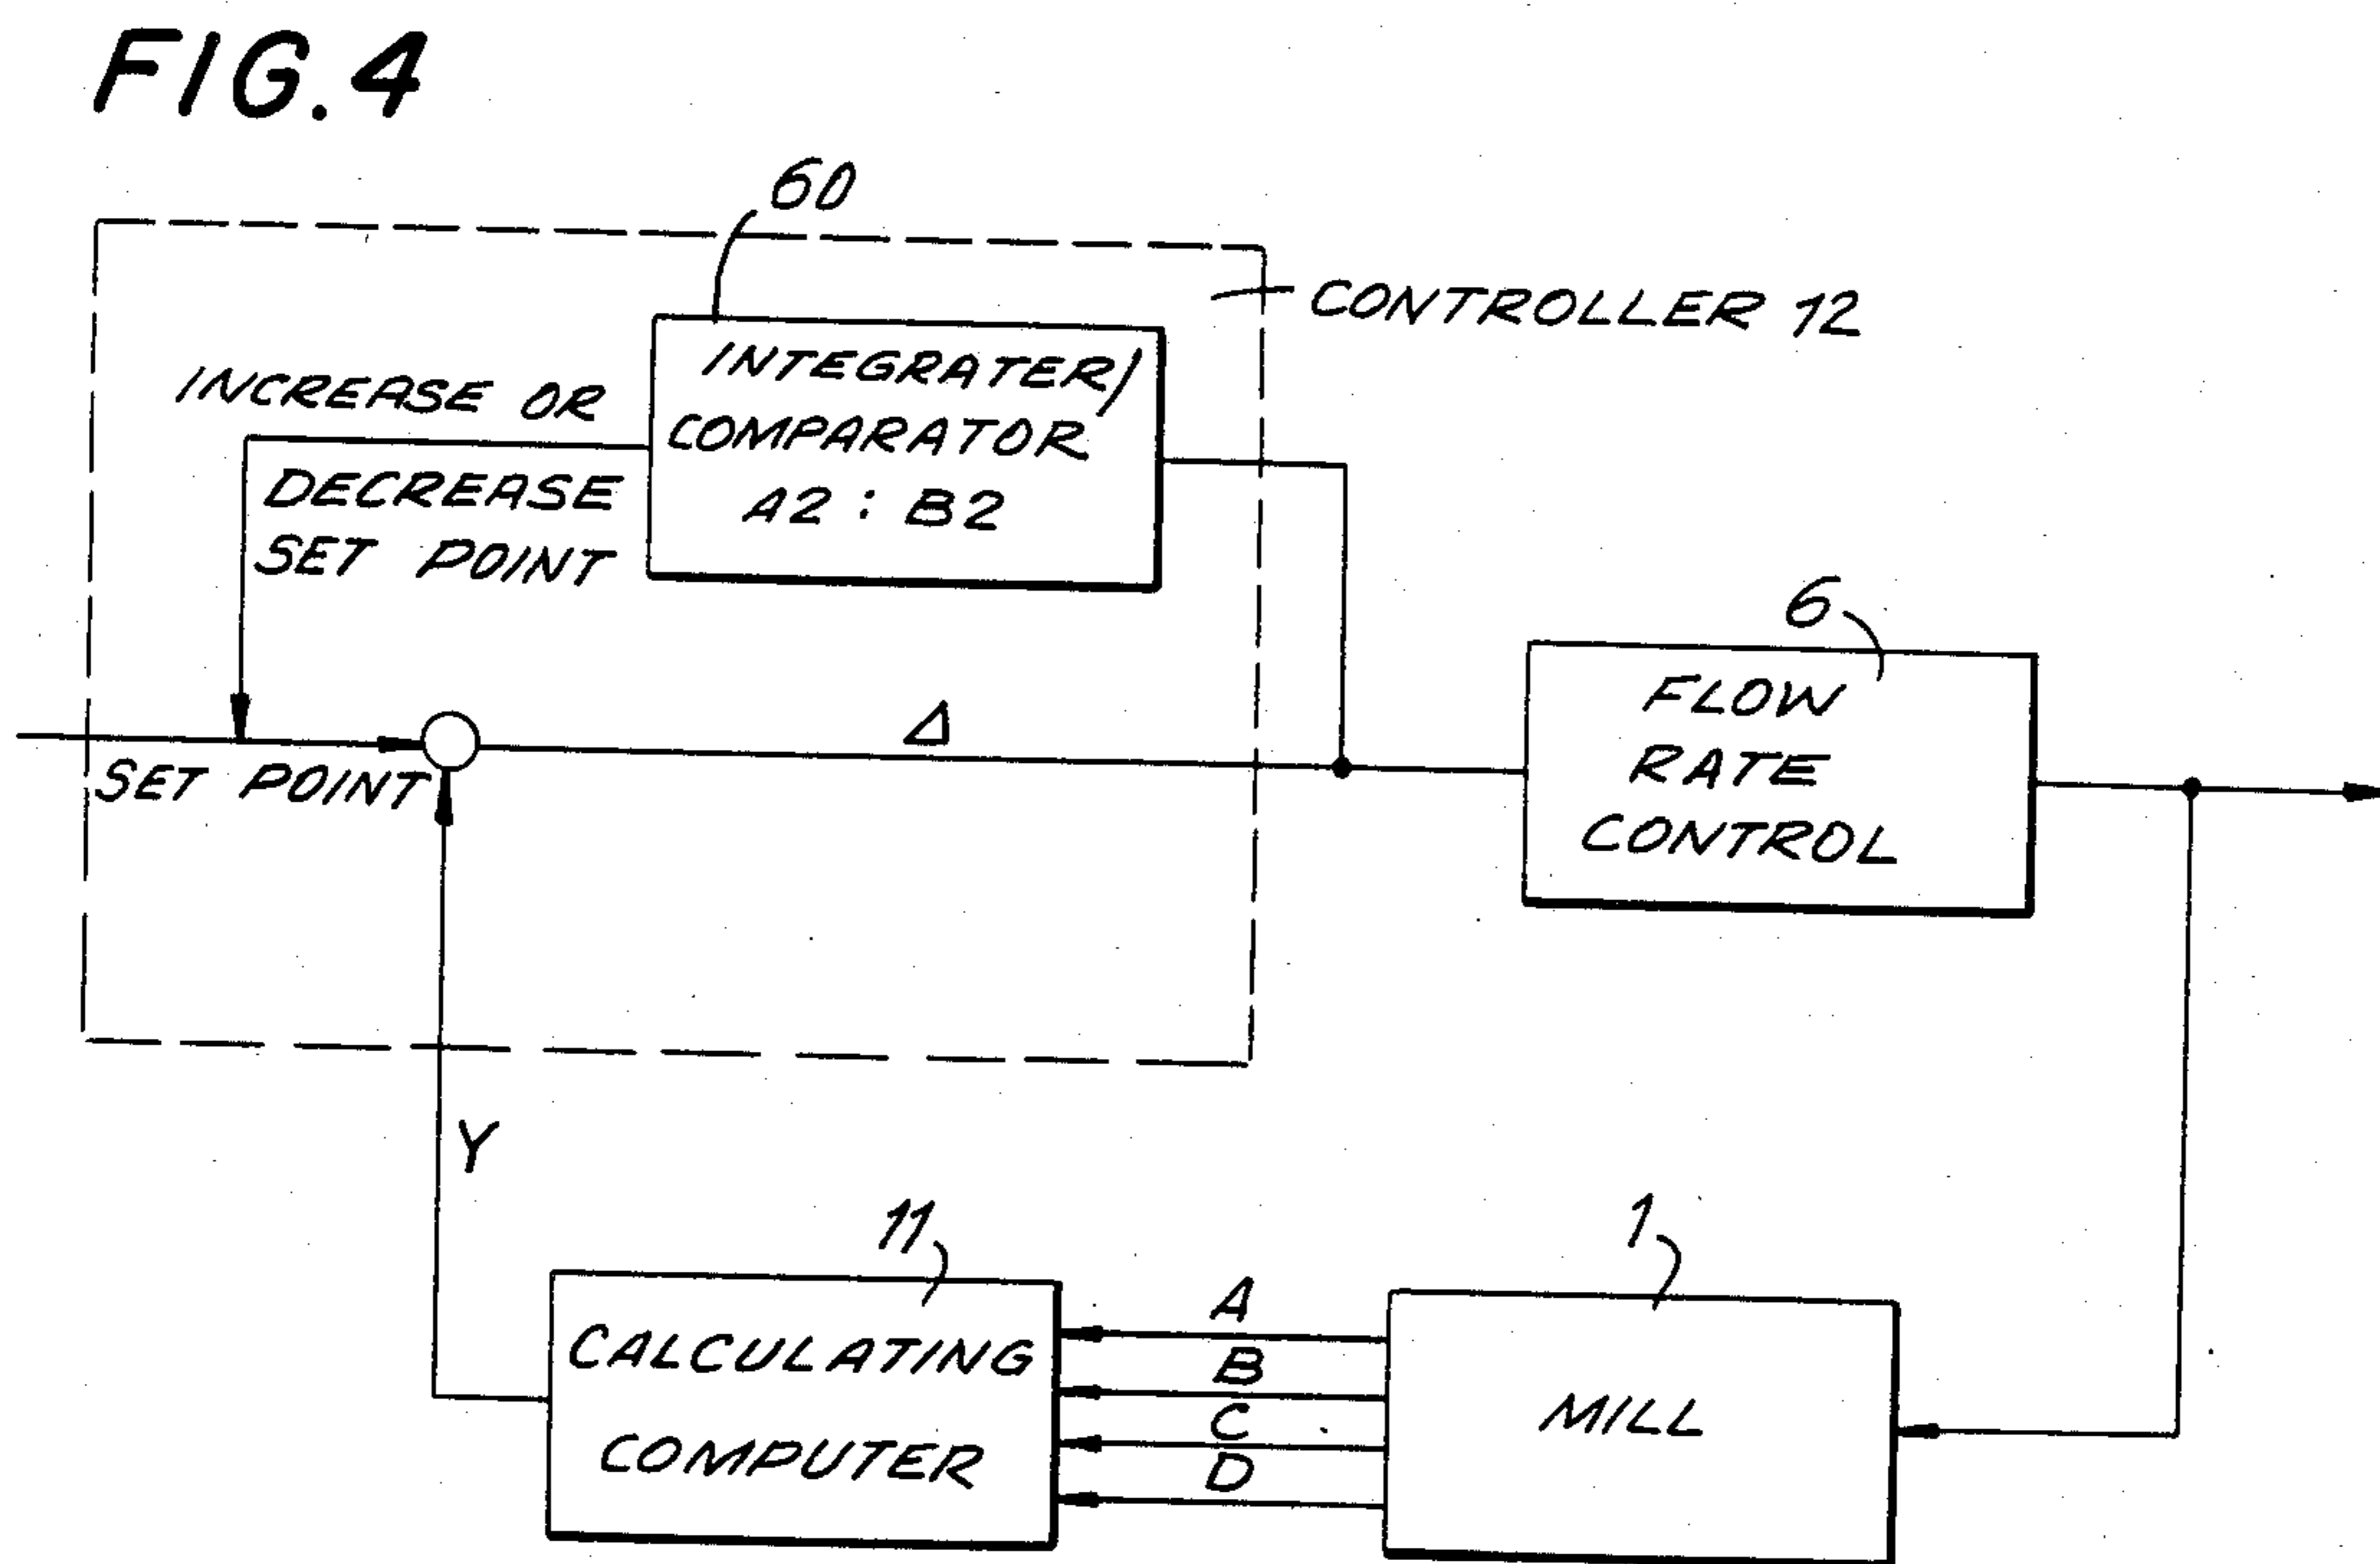 FIG.4
60
CONTROLLER 12
INTEGRATER/
COMPARATOR
A2 : B2
INCREASE OR
DECREASE
SET POINT
6
FLOW
RATE
CONTROL
Δ
SET POINT
Y
11
CALCULATING
COMPUTER
A
B
C
D
1
MILL